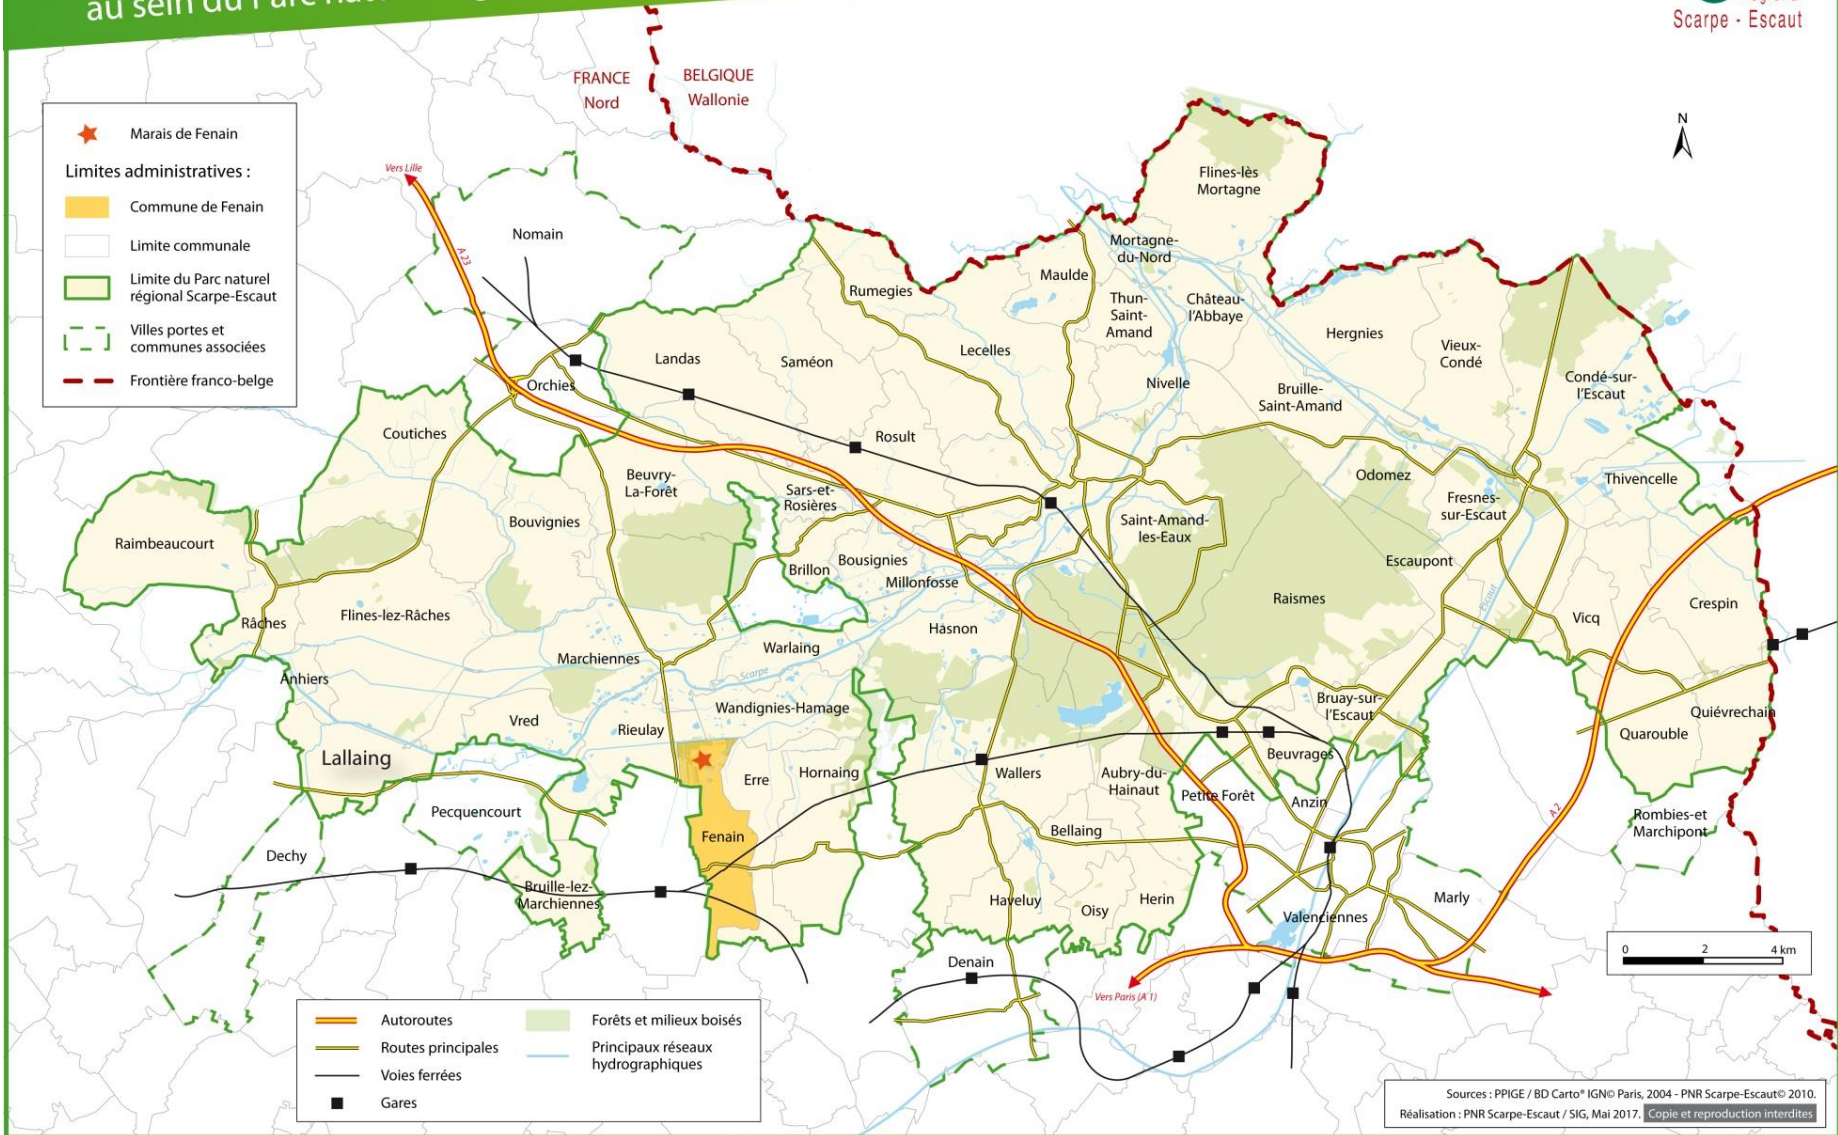 au sein du Parc natu
Scarpe - Escaut
FRANCE
Nord
BELGIQUE
Wallonie
N
Marais de Fenain
Limites administratives :
Commune de Fenain
Limite communale
Limite du Parc naturel
régional Scarpe-Escaut
Villes portes et
communes associées
Frontière franco-belge
Vers Lille
A 23
Nomain
Flines-lès
Mortagne
Mortagne-
du-Nord
Maulde
Rumegies
Thun-
Saint-
Amand
Château-
l'Abbaye
Hergnies
Vieux-
Condé
Condé-sur-
l'Escaut
Landas
Saméon
Lecelles
Nivelle
Bruille-
Saint-Amand
Orchies
Coutiches
Rosult
Beuvry-
La-Forêt
Sars-et-
Rosières
Odomez
Fresnes-
sur-Escaut
Thivencelle
Bouvignies
Saint-Amand-
les-Eaux
Raimbeaucourt
Brillon
Bousignies
Millonfosse
Escaupont
Raismes
Escaut
Vicq
Crespin
Râches
Flines-lez-Râches
Hasnon
Marchiennes
Warlaing
Scarpe
Anhiers
Wandignies-Hamage
Bruay-sur-
l'Escaut
Quiévrechain
Vred
Rieulay
Quarouble
Lallaing
Erre
Hornaing
Wallers
Aubry-du-
Hainaut
Beuvrages
Petite Forêt
Anzin
Pecquencourt
Fenain
Bellaing
A 2
Rombies-et
Marchipont
Dechy
Bruille-lez-
Marchiennes
Haveluy
Oisy
Herin
Marly
Valenciennes
Denain
Vers Paris (A 1)
0 2 4 km
Autoroutes
Routes principales
Voies ferrées
Gares
Forêts et milieux boisés
Principaux réseaux
hydrographiques
Sources : PPIGE / BD Carto® IGN© Paris, 2004 - PNR Scarpe-Escaut© 2010.
Réalisation : PNR Scarpe-Escaut / SIG, Mai 2017. Copie et reproduction interdites